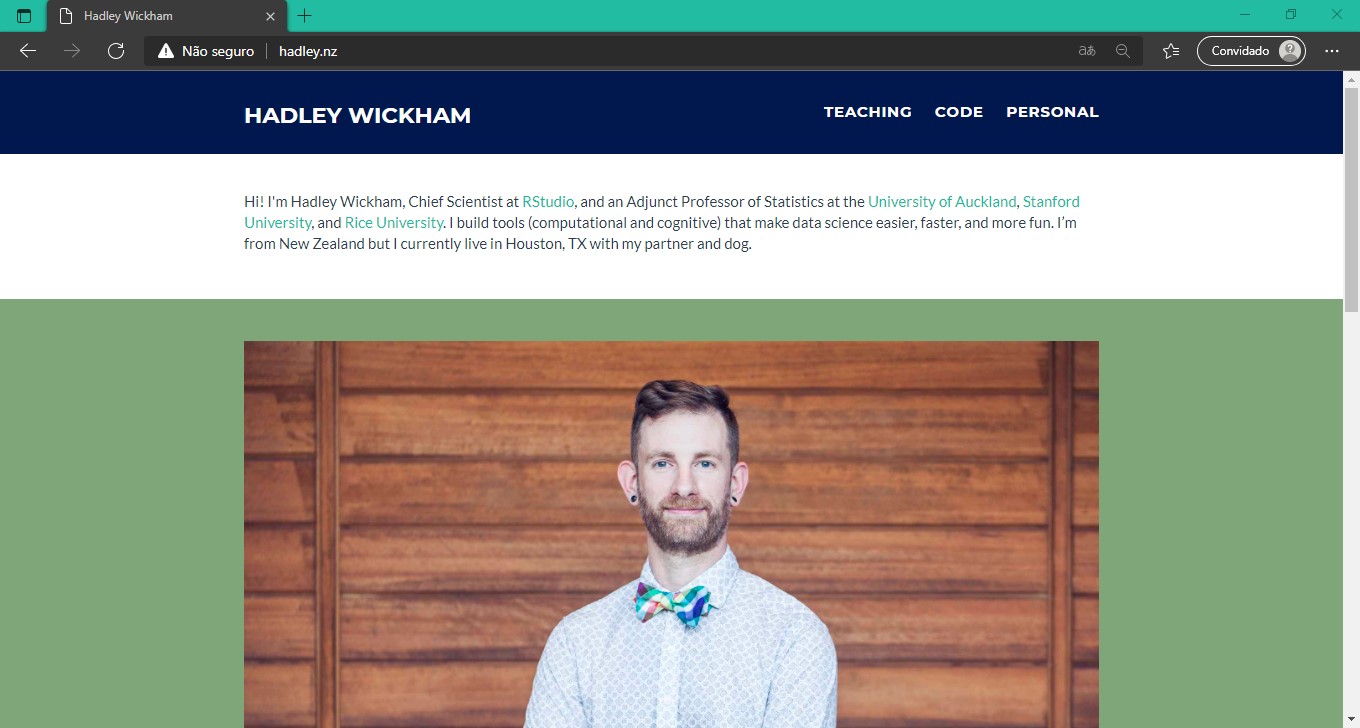 Hadley Wickham
Não seguro
hadley.nz
aあ
Convidado
HADLEY WICKHAM
TEACHING CODE PERSONAL
Hi! I'm Hadley Wickham, Chief Scientist at RStudio, and an Adjunct Professor of Statistics at the University of Auckland, Stanford
University, and Rice University. I build tools (computational and cognitive) that make data science easier, faster, and more fun. I’m
from New Zealand but I currently live in Houston, TX with my partner and dog.